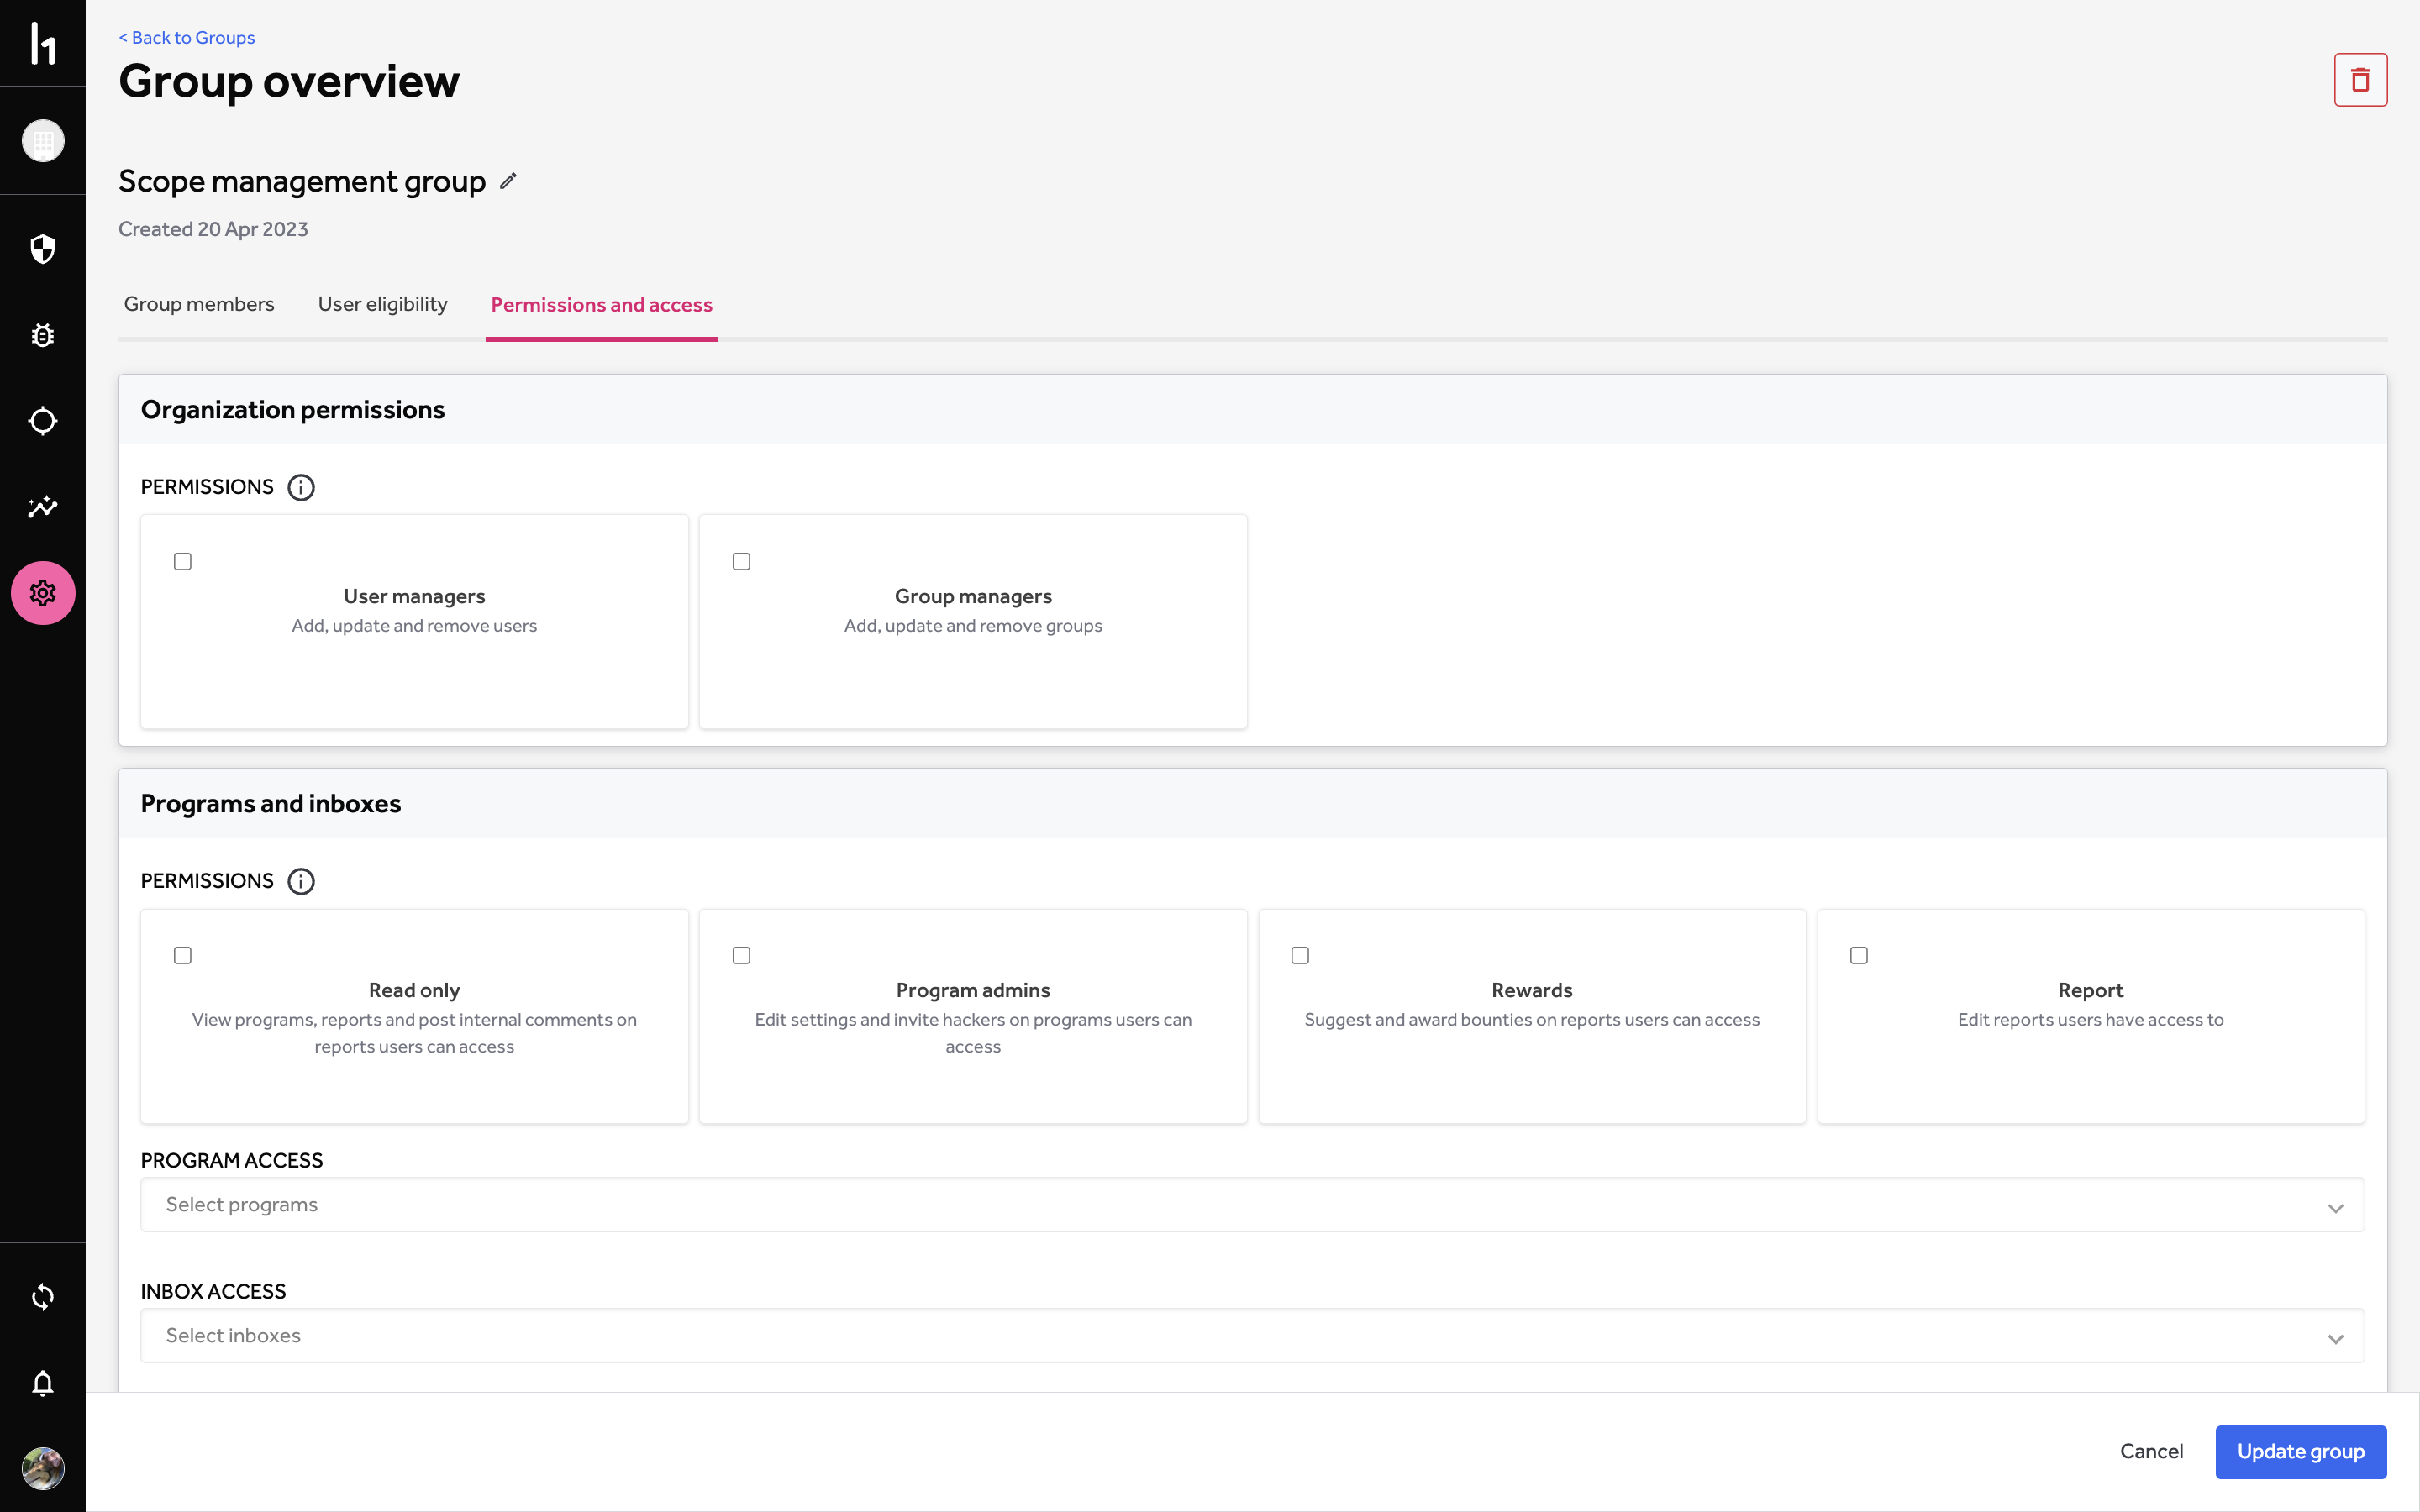 < Back to Groups
Group overview
Scope management group
Created 20 Apr 2023
Group members
User eligibility
Permissions and access
Organization permissions
PERMISSIONS
User managers
Add, update and remove users
Group managers
Add, update and remove groups
Programs and inboxes
PERMISSIONS
Read only
View programs, reports and post internal comments on
reports users can access
Program admins
Edit settings and invite hackers on programs users can
access
Rewards
Suggest and award bounties on reports users can access
Report
Edit reports users have access to
PROGRAM ACCESS
Select programs
INBOX ACCESS
Select inboxes
Cancel
Update group